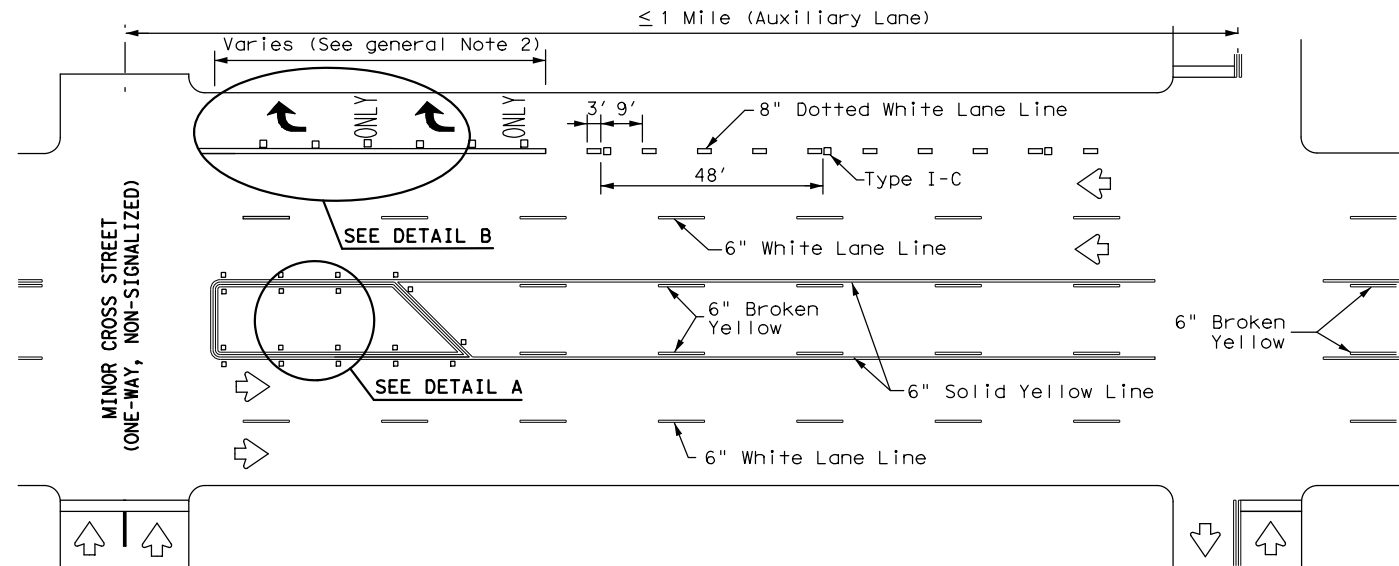 ≤ 1 Mile (Auxiliary Lane)
Varies (See general Note 2)
ONLY
ONLY
3' 9'
8" Dotted White Lane Line
48'
Type I-C
SEE DETAIL B
6" White Lane Line
MINOR CROSS STREET
(ONE-WAY, NON-SIGNALIZED)
6" Broken
Yellow
6" Broken
Yellow
SEE DETAIL A
6" Solid Yellow Line
6" White Lane Line